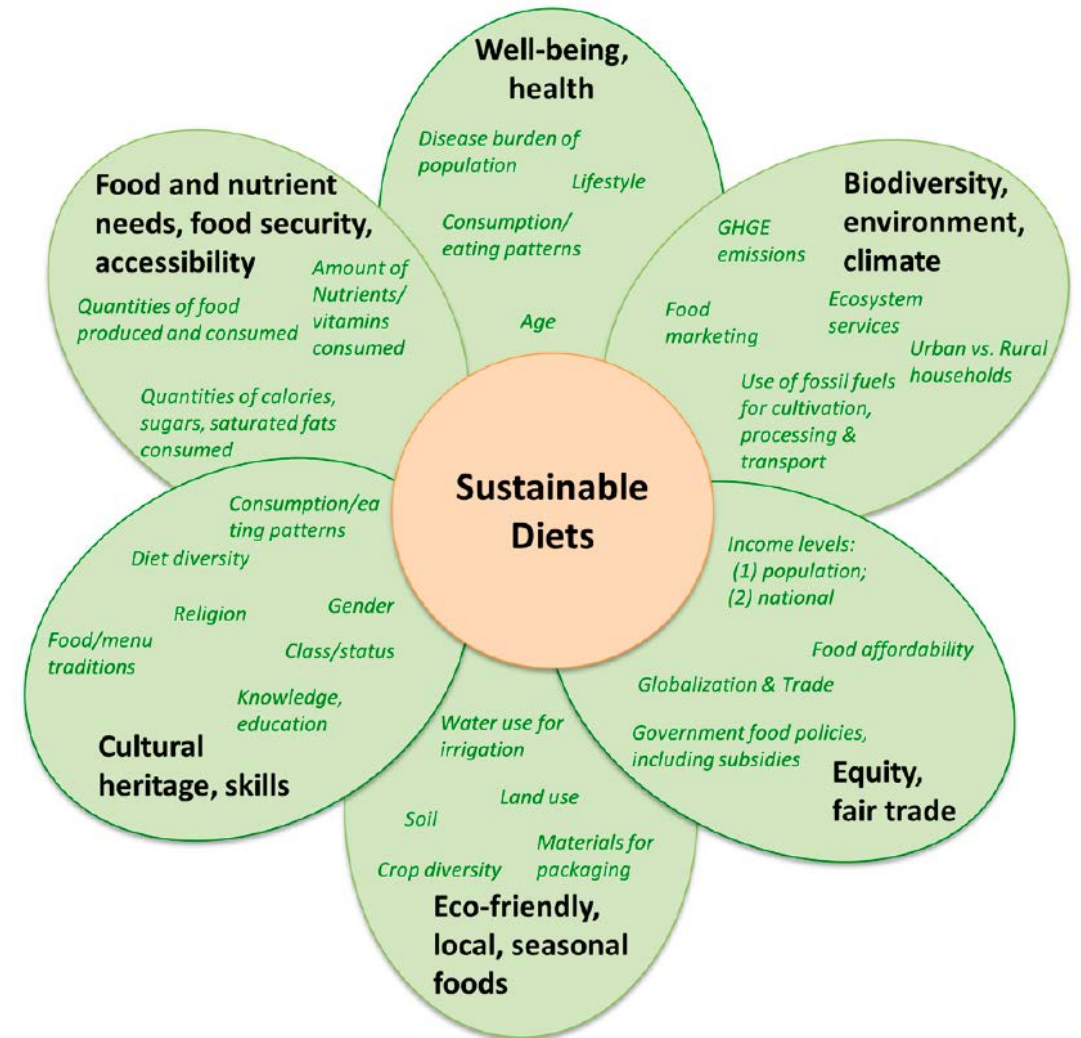 Well-being,
health
Disease burden of
population
Lifestyle
Consumption/
eating patterns
Age
Food and nutrient
needs, food security,
accessibility
Amount of
Nutrients/
vitamins
consumed
Quantities of food
produced and consumed
Quantities of calories,
sugars, saturated fats
consumed
Biodiversity,
environment,
climate
GHGE
emissions
Ecosystem
services
Food
marketing
Urban vs. Rural
households
Use of fossil fuels
for cultivation,
processing &
transport
Sustainable
Diets
Consumption/ea
ting patterns
Diet diversity
Religion
Gender
Food/menu
traditions
Class/status
Knowledge,
education
Cultural
heritage, skills
Income levels:
(1) population;
(2) national
Food affordability
Globalization & Trade
Government food policies,
including subsidies
Equity,
fair trade
Water use for
irrigation
Land use
Soil
Materials for
packaging
Crop diversity
Eco-friendly,
local, seasonal
foods